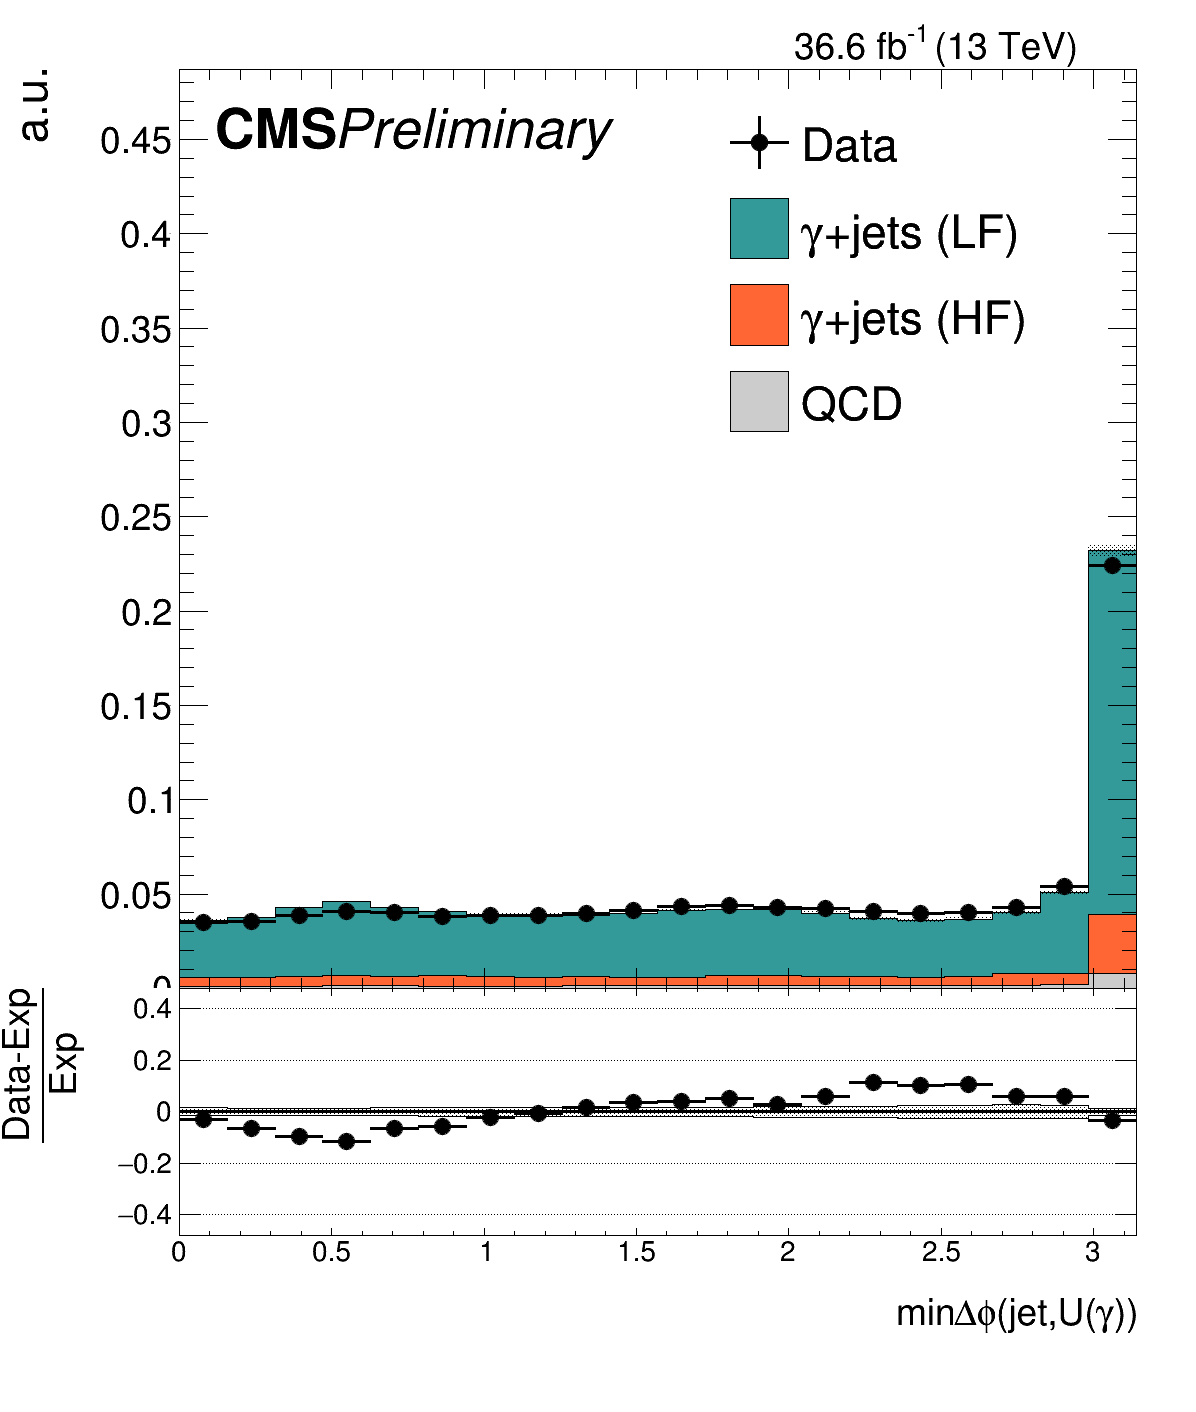 36.6 fb⁻¹ (13 TeV)
a.u.
CMSPreliminary
Data
γ+jets (LF)
γ+jets (HF)
QCD
0.45
0.4
0.35
0.3
0.25
0.2
0.15
0.1
0.05
0
Data-Exp
Exp
0.4
0.2
0
−0.2
−0.4
0 0.5 1 1.5 2 2.5 3
minΔϕ(jet,U(γ))